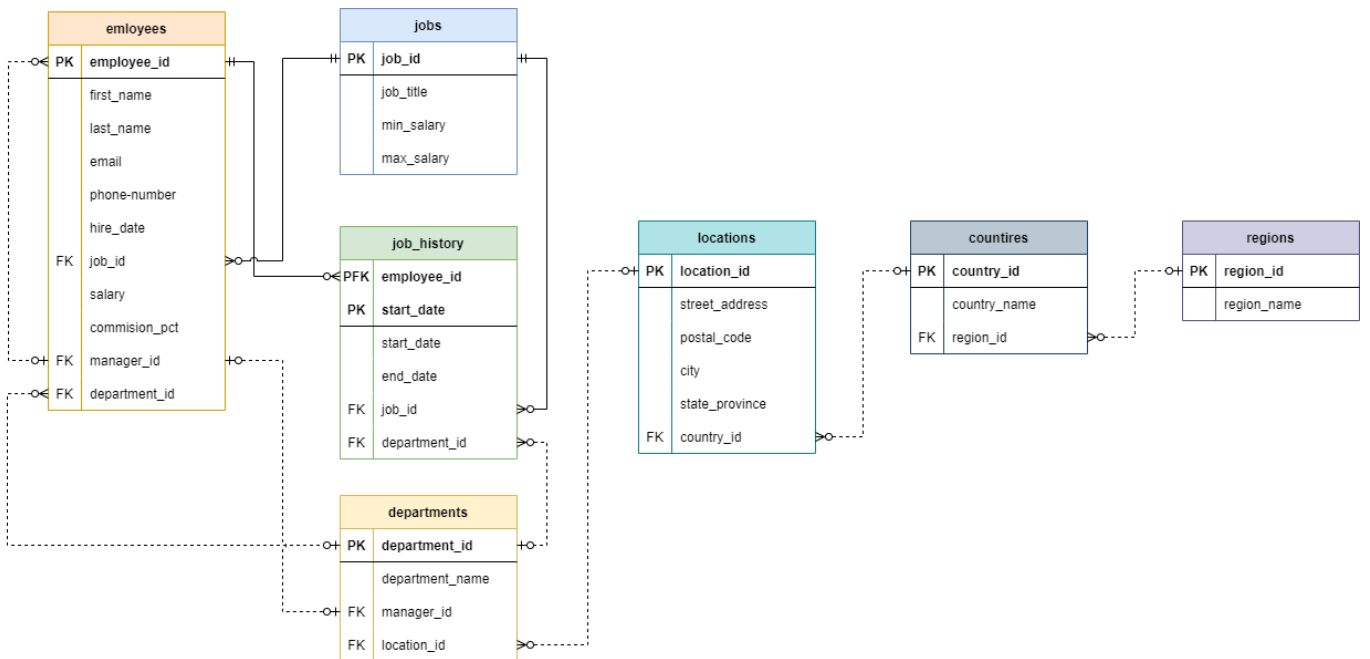 emloyees
PK employee_id
first_name
last_name
email
phone-number
hire_date
FK job_id
salary
commision_pct
FK manager_id
FK department_id
jobs
PK job_id
job_title
min_salary
max_salary
job_history
PFK employee_id
PK start_date
start_date
end_date
FK job_id
FK department_id
departments
PK department_id
department_name
FK manager_id
FK location_id
locations
PK location_id
street_address
postal_code
city
state_province
FK country_id
countires
PK country_id
country_name
FK region_id
regions
PK region_id
region_name